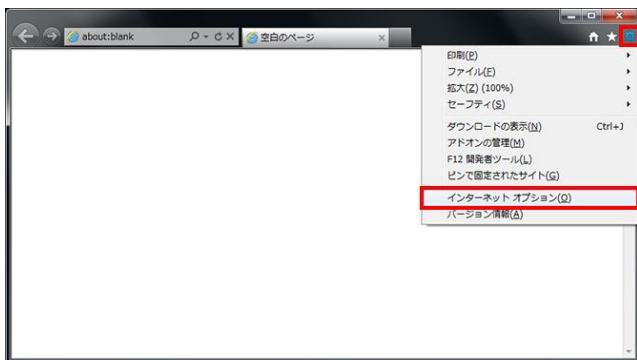 about:blank
空白のページ
印刷(P)
ファイル(F)
拡大(Z) (100%)
セーフティ(S)
ダウンロードの表示(N) Ctrl+J
アドオンの管理(M)
F12 開発者ツール(L)
ピンで固定されたサイト(G)
インターネット オプション(O)
バージョン情報(A)